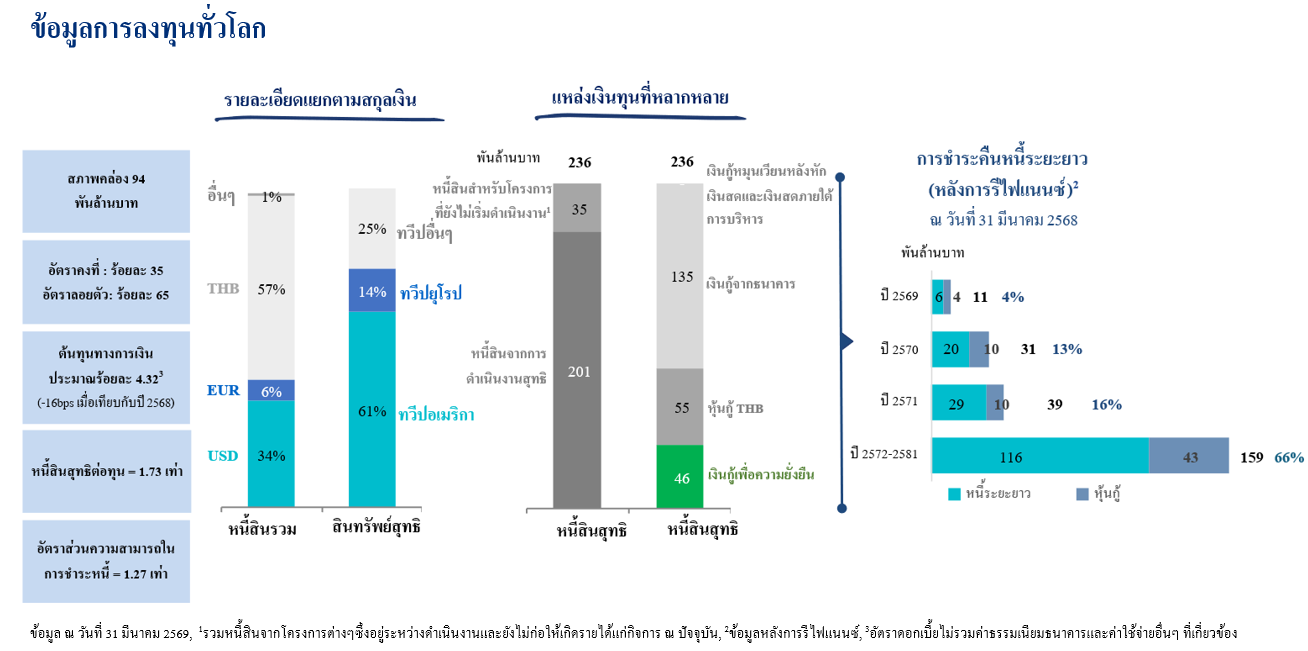 ข้อมูลการลงทุนทั่วโลก
สภาพคล่อง 94
พันล้านบาท
อัตราคงที่ : ร้อยละ 35
อัตราลอยตัว: ร้อยละ 65
ต้นทุนทางการเงิน
ประมาณร้อยละ 4.32³
(-16bps เมื่อเทียบกับปี 2568)
หนี้สินสุทธิต่อทุน = 1.73 เท่า
อัตราส่วนความสามารถใน
การชำระหนี้ = 1.27 เท่า
รายละเอียดแยกตามสกุลเงิน
อื่นๆ
1%
THB
57%
EUR
6%
USD
34%
หนี้สินรวม
25%
ทวีปอื่นๆ
14%
ทวีปยุโรป
61%
ทวีปอเมริกา
สินทรัพย์สุทธิ
แหล่งเงินทุนที่หลากหลาย
พันล้านบาท
236
หนี้สินสำหรับโครงการ
ที่ยังไม่เริ่มดำเนินงาน¹
35
หนี้สินจากการ
ดำเนินงานสุทธิ
201
หนี้สินสุทธิ
236
เงินกู้หมุนเวียนหลังหัก
เงินสดและเงินสดภายใต้
การบริหาร
135
เงินกู้จากธนาคาร
55
หุ้นกู้ THB
46
เงินกู้เพื่อความยั่งยืน
หนี้สินสุทธิ
การชำระคืนหนี้ระยะยาว
(หลังการรีไฟแนนซ์)²
ณ วันที่ 31 มีนาคม 2568
พันล้านบาท
ปี 2569 6 4 11 4%
ปี 2570 20 10 31 13%
ปี 2571 29 10 39 16%
ปี 2572-2581 116 43 159 66%
หนี้ระยะยาว หุ้นกู้
ข้อมูล ณ วันที่ 31 มีนาคม 2569, ¹รวมหนี้สินจากโครงการต่างๆซึ่งอยู่ระหว่างดำเนินงานและยังไม่ก่อให้เกิดรายได้แก่กิจการ ณ ปัจจุบัน, ²ข้อมูลหลังการรีไฟแนนซ์, ³อัตราดอกเบี้ยไม่รวมค่าธรรมเนียมธนาคารและค่าใช้จ่ายอื่นๆ ที่เกี่ยวข้อง